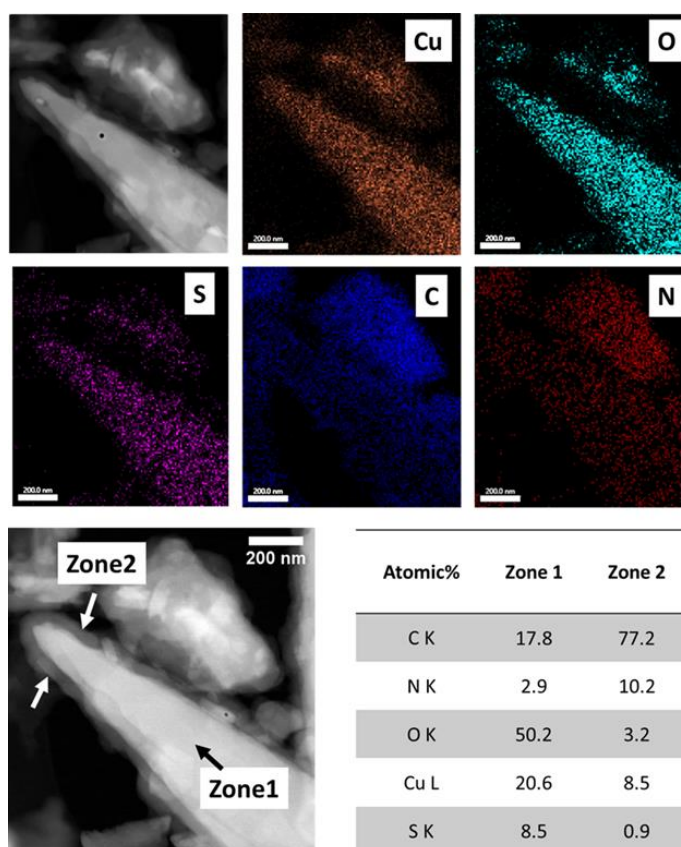 Cu
O
200.0 nm
200.0 nm
S
C
N
200.0 nm
200.0 nm
200.0 nm
Zone2
200 nm
Zone1
Atomic% Zone 1 Zone 2
C K 17.8 77.2
N K 2.9 10.2
O K 50.2 3.2
Cu L 20.6 8.5
S K 8.5 0.9